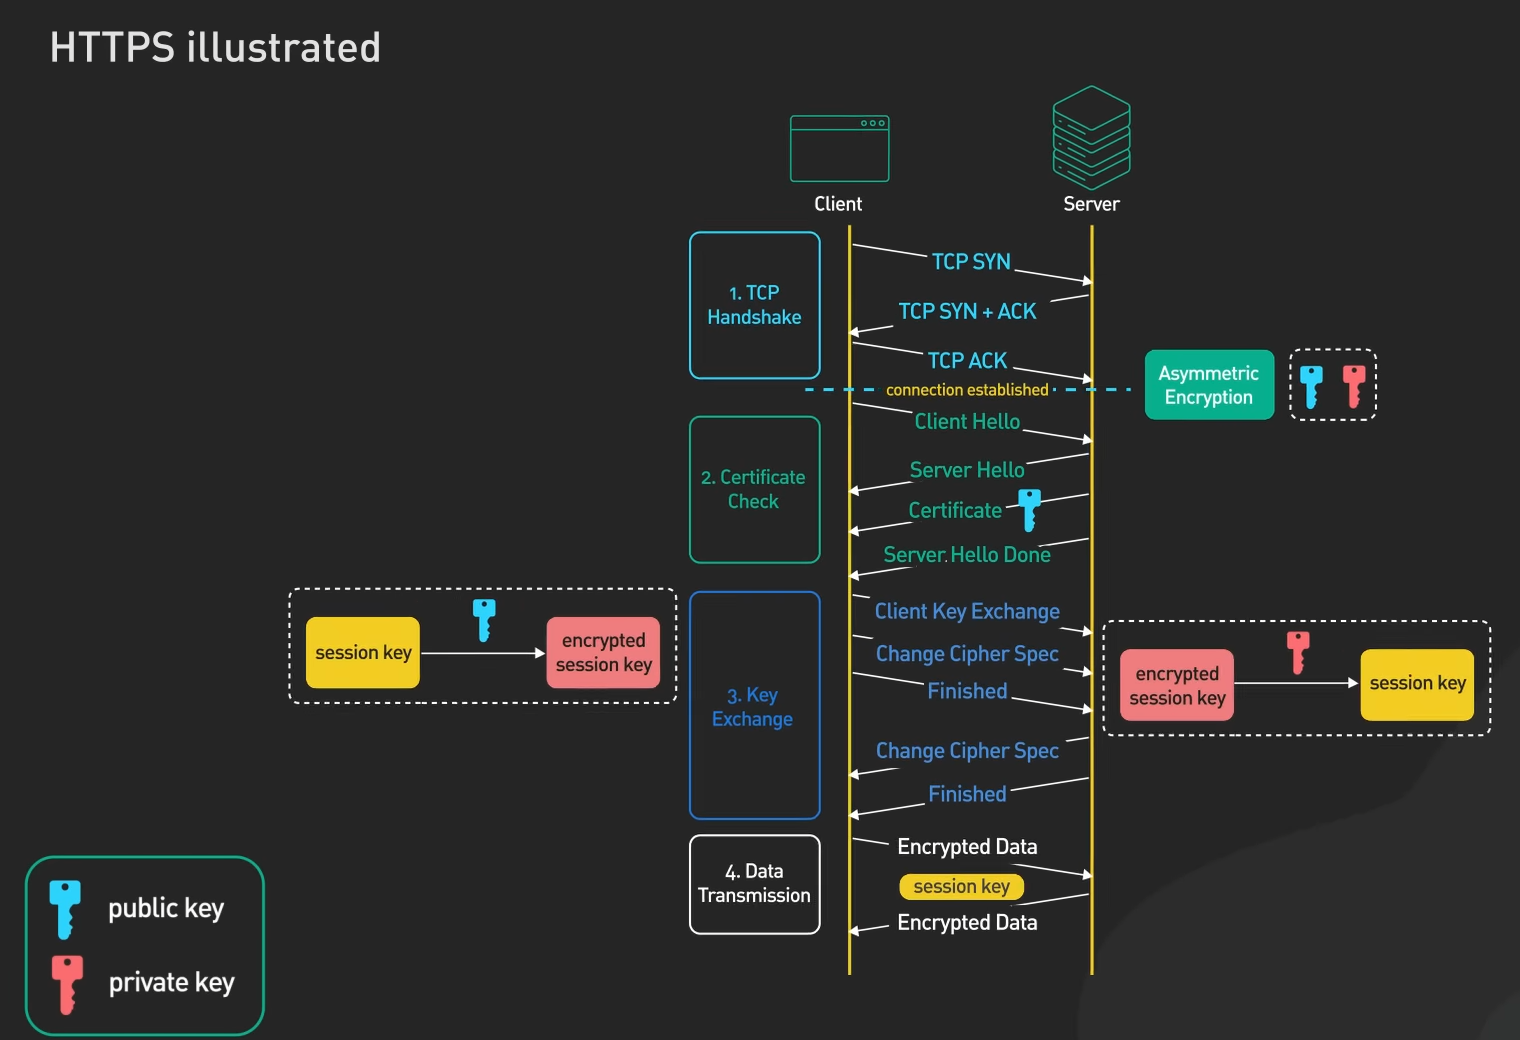 HTTPS illustrated
Client
Server
1. TCP
Handshake
TCP SYN
TCP SYN + ACK
TCP ACK
connection established
Asymmetric
Encryption
2. Certificate
Check
Client Hello
Server Hello
Certificate
Server Hello Done
session key
encrypted
session key
3. Key
Exchange
Client Key Exchange
Change Cipher Spec
Finished
Change Cipher Spec
Finished
encrypted
session key
session key
4. Data
Transmission
Encrypted Data
session key
Encrypted Data
public key
private key